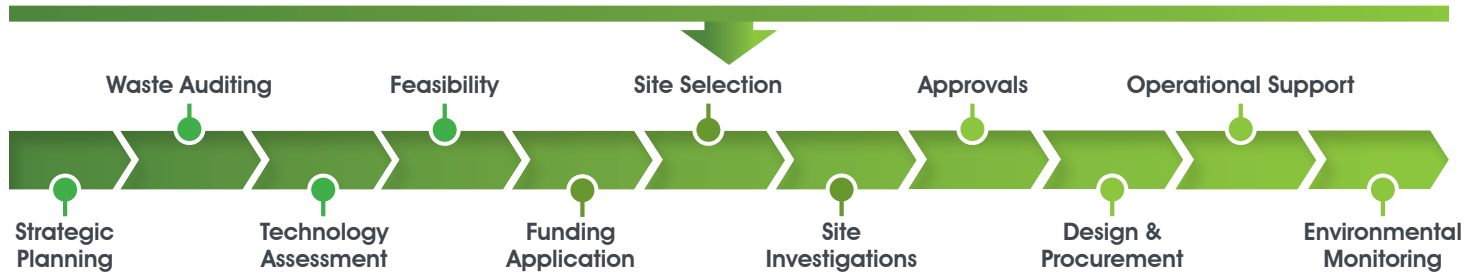 Waste Auditing
Feasibility
Site Selection
Approvals
Operational Support
Strategic
Planning
Technology
Assessment
Funding
Application
Site
Investigations
Design &
Procurement
Environmental
Monitoring